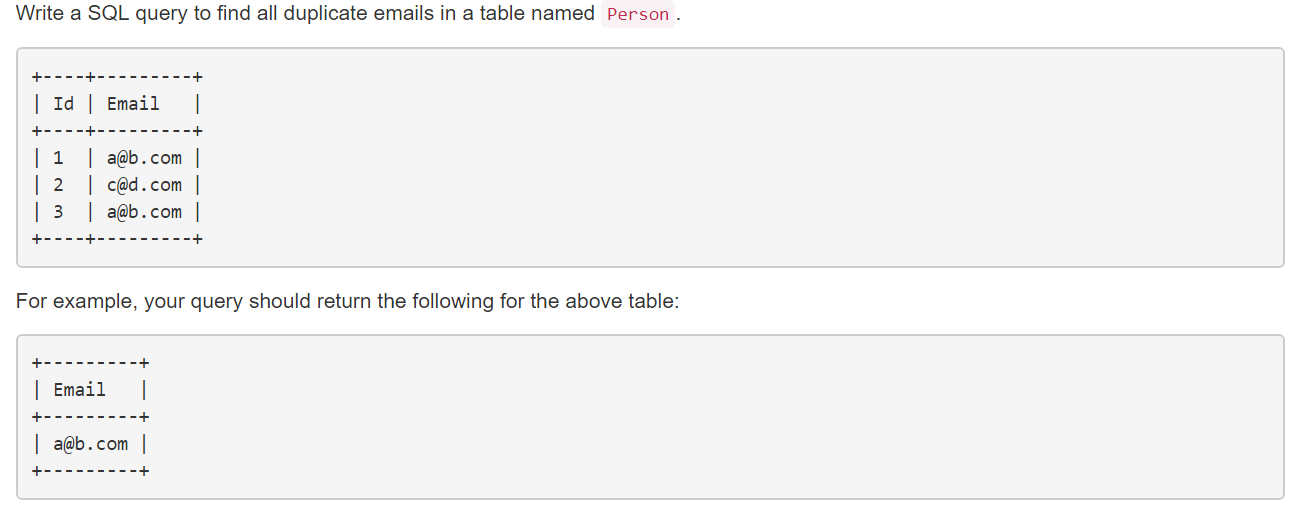 Write a SQL query to find all duplicate emails in a table named Person.
+----+---------+
| Id | Email   |
+----+---------+
| 1  | a@b.com |
| 2  | c@d.com |
| 3  | a@b.com |
+----+---------+
For example, your query should return the following for the above table:
+---------+
| Email   |
+---------+
| a@b.com |
+---------+